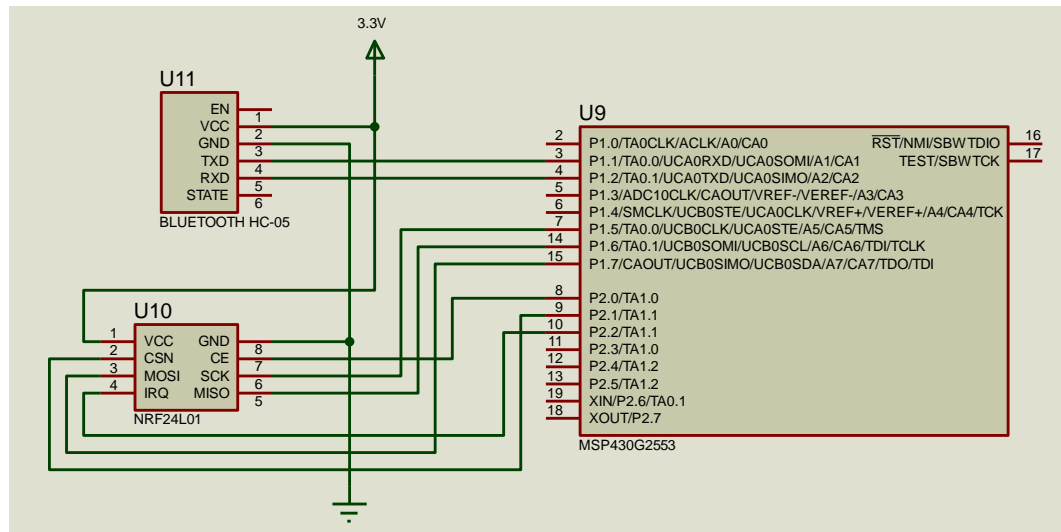 3.3V
U11
EN
1
VCC
2
GND
3
TXD
4
RXD
5
STATE
6
BLUETOOTH HC-05
U10
1
VCC
2
CSN
3
MOSI
4
IRQ
GND
8
CE
7
SCK
6
MISO
5
NRF24L01
U9
2 P1.0/TA0CLK/ACLK/A0/CA0
3 P1.1/TA0.0/UCA0RXD/UCA0SOMI/A1/CA1
4 P1.2/TA0.1/UCA0TXD/UCA0SIMO/A2/CA2
5 P1.3/ADC10CLK/CAOUT/VREF-/VEREF-/A3/CA3
6 P1.4/SMCLK/UCB0STE/UCA0CLK/VREF+/VEREF+/A4/CA4/TCK
7 P1.5/TA0.0/UCB0CLK/UCA0STE/A5/CA5/TMS
14 P1.6/TA0.1/UCB0SOMI/UCB0SCL/A6/CA6/TDI/TCLK
15 P1.7/CAOUT/UCB0SIMO/UCB0SDA/A7/CA7/TDO/TDI
8 P2.0/TA1.0
9 P2.1/TA1.1
10 P2.2/TA1.1
11 P2.3/TA1.0
12 P2.4/TA1.2
13 P2.5/TA1.2
19 XIN/P2.6/TA0.1
18 XOUT/P2.7
RST/NMI/SBWTDIO 16
TEST/SBWTCK 17
MSP430G2553